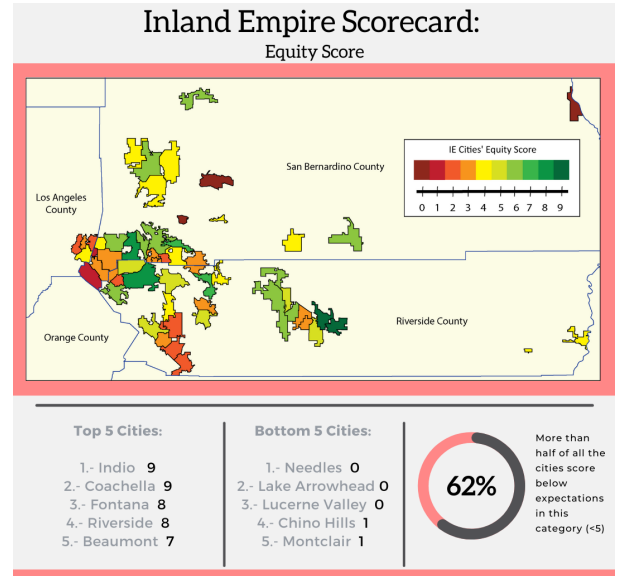 Inland Empire Scorecard:
Equity Score
San Bernardino County
IE Cities' Equity Score
0 1 2 3 4 5 6 7 8 9
Los Angeles
County
Orange County
Riverside County
Top 5 Cities:
1.- Indio 9
2.- Coachella 9
3.- Fontana 8
4.- Riverside 8
5.- Beaumont 7
Bottom 5 Cities:
1.- Needles 0
2.- Lake Arrowhead 0
3.- Lucerne Valley 0
4.- Chino Hills 1
5.- Montclair 1
62%
More than
half of all the
cities score
below
expectations
in this
category (<5)